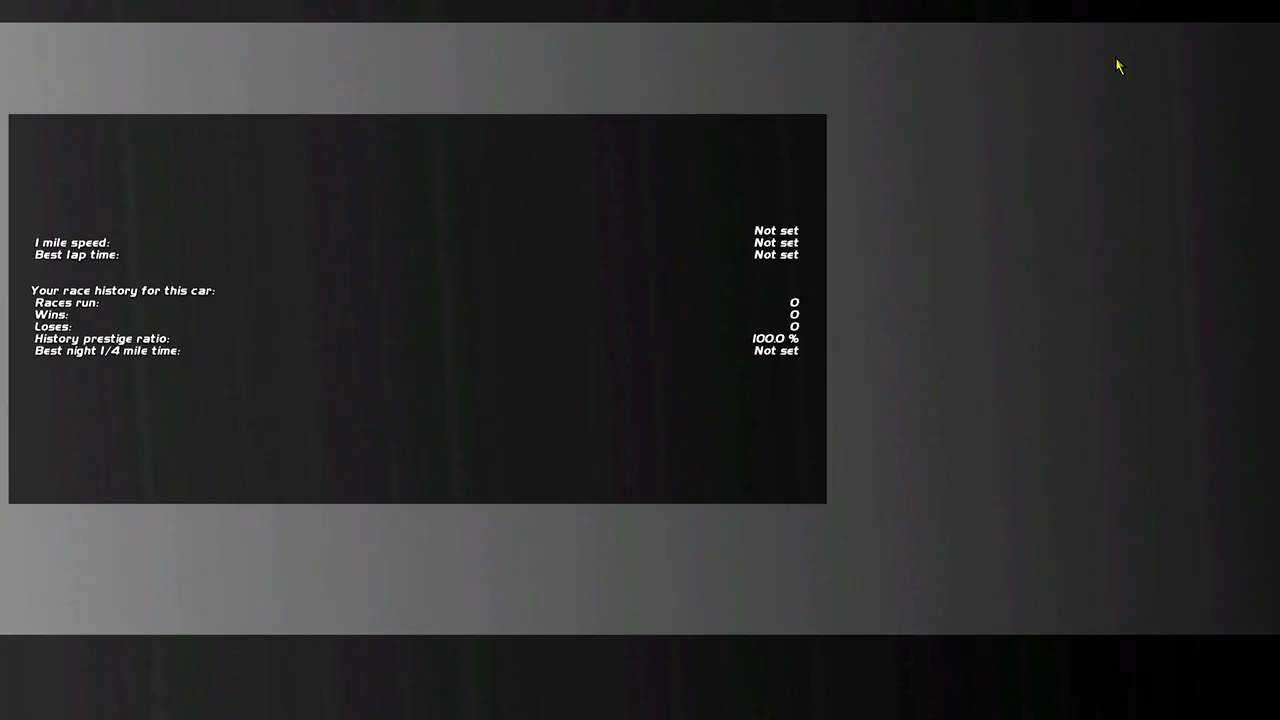 Not set
1 mile speed: Not set
Best lap time: Not set
Your race history for this car:
Races run: 0
Wins: 0
Loses: 0
History prestige ratio: 100.0 %
Best night 1/4 mile time: Not set